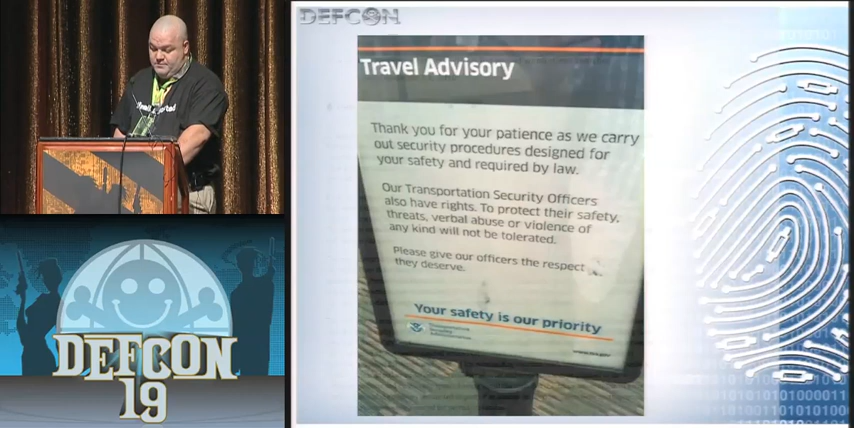 DEFCON
Travel Advisory
Thank you for your patience as we carry
out security procedures designed for
your safety and required by law.
Our Transportation Security Officers
also have rights. To protect their safety,
threats, verbal abuse or violence of
any kind will not be tolerated.
Please give our officers the respect
they deserve.
Your safety is our priority
Transportation
Security
Administration
DEFCON
19